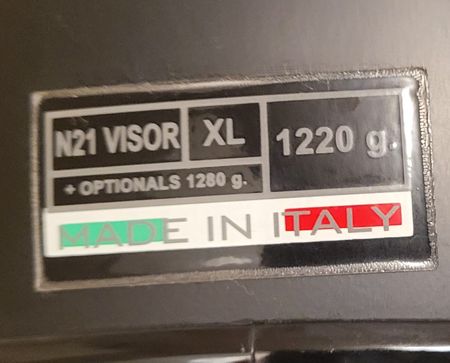 N21 VISOR XL 1220 g.
+ OPTIONALS 1280 g.
MADE IN ITALY